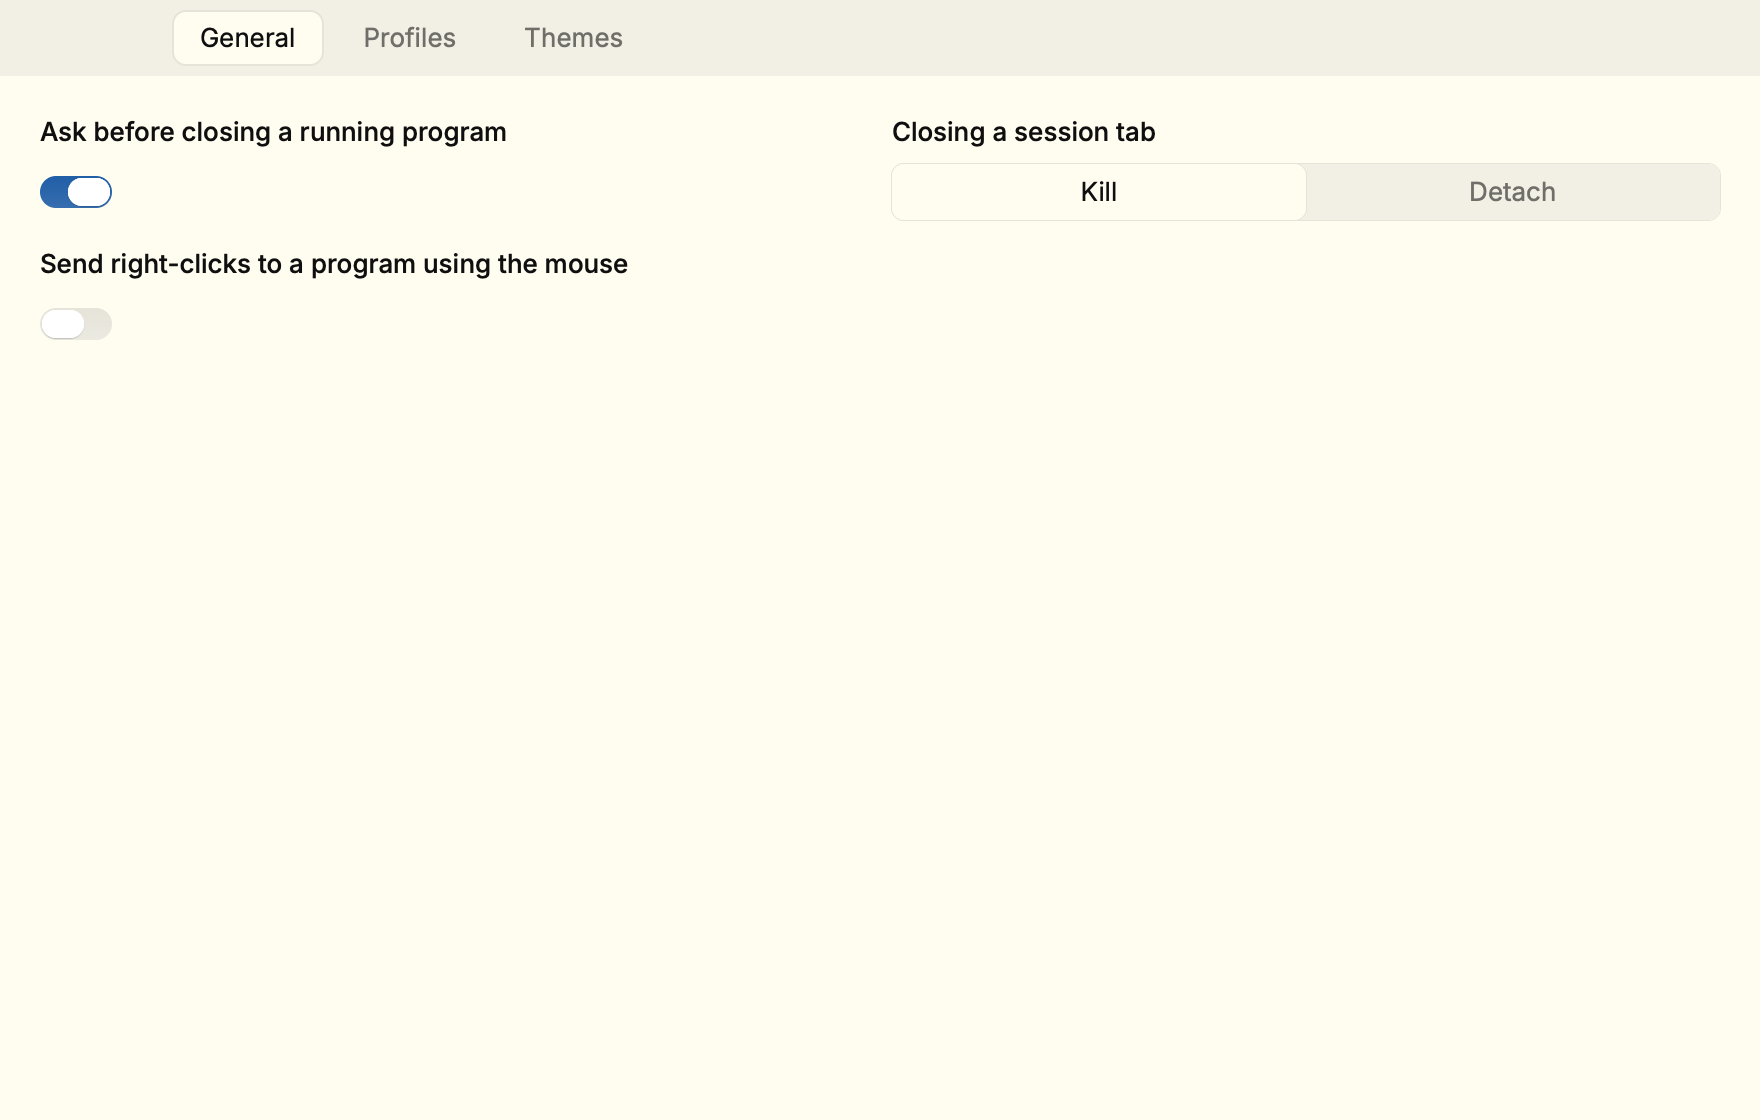 General
Profiles
Themes
Ask before closing a running program
Closing a session tab
Kill
Detach
Send right-clicks to a program using the mouse